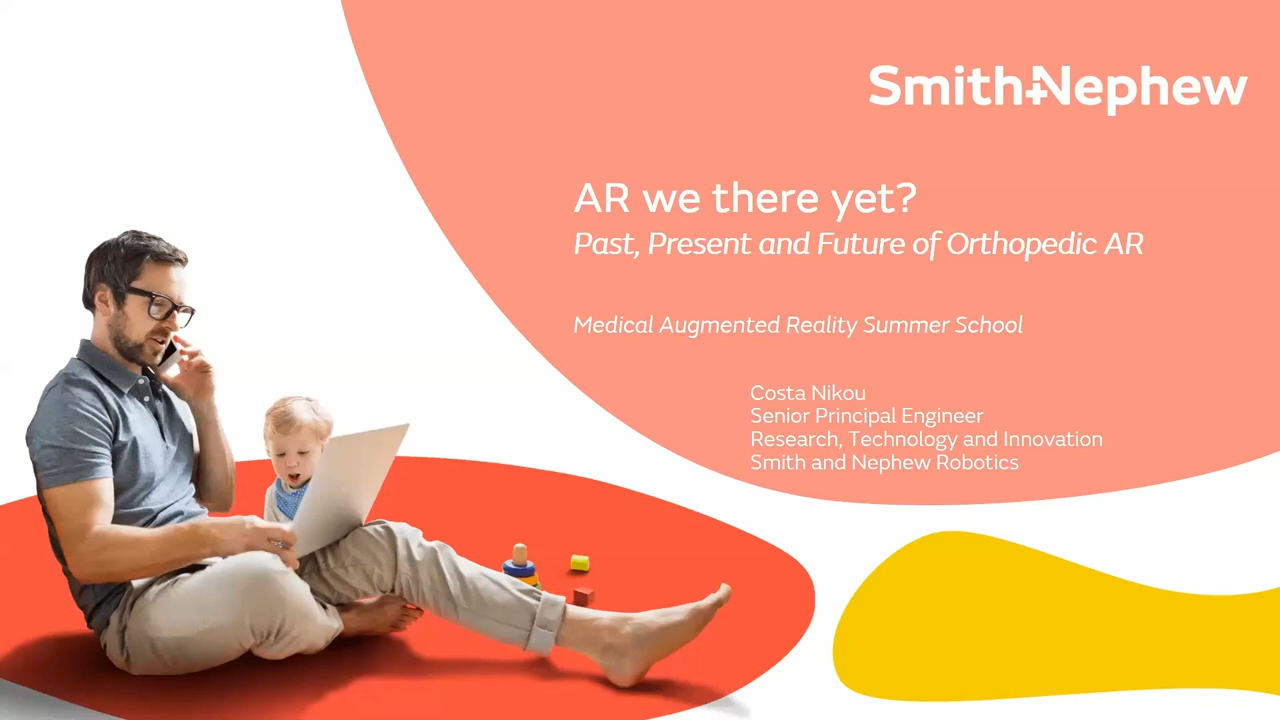 Smith+Nephew
AR we there yet?
Past, Present and Future of Orthopedic AR
Medical Augmented Reality Summer School
Costa Nikou
Senior Principal Engineer
Research, Technology and Innovation
Smith and Nephew Robotics